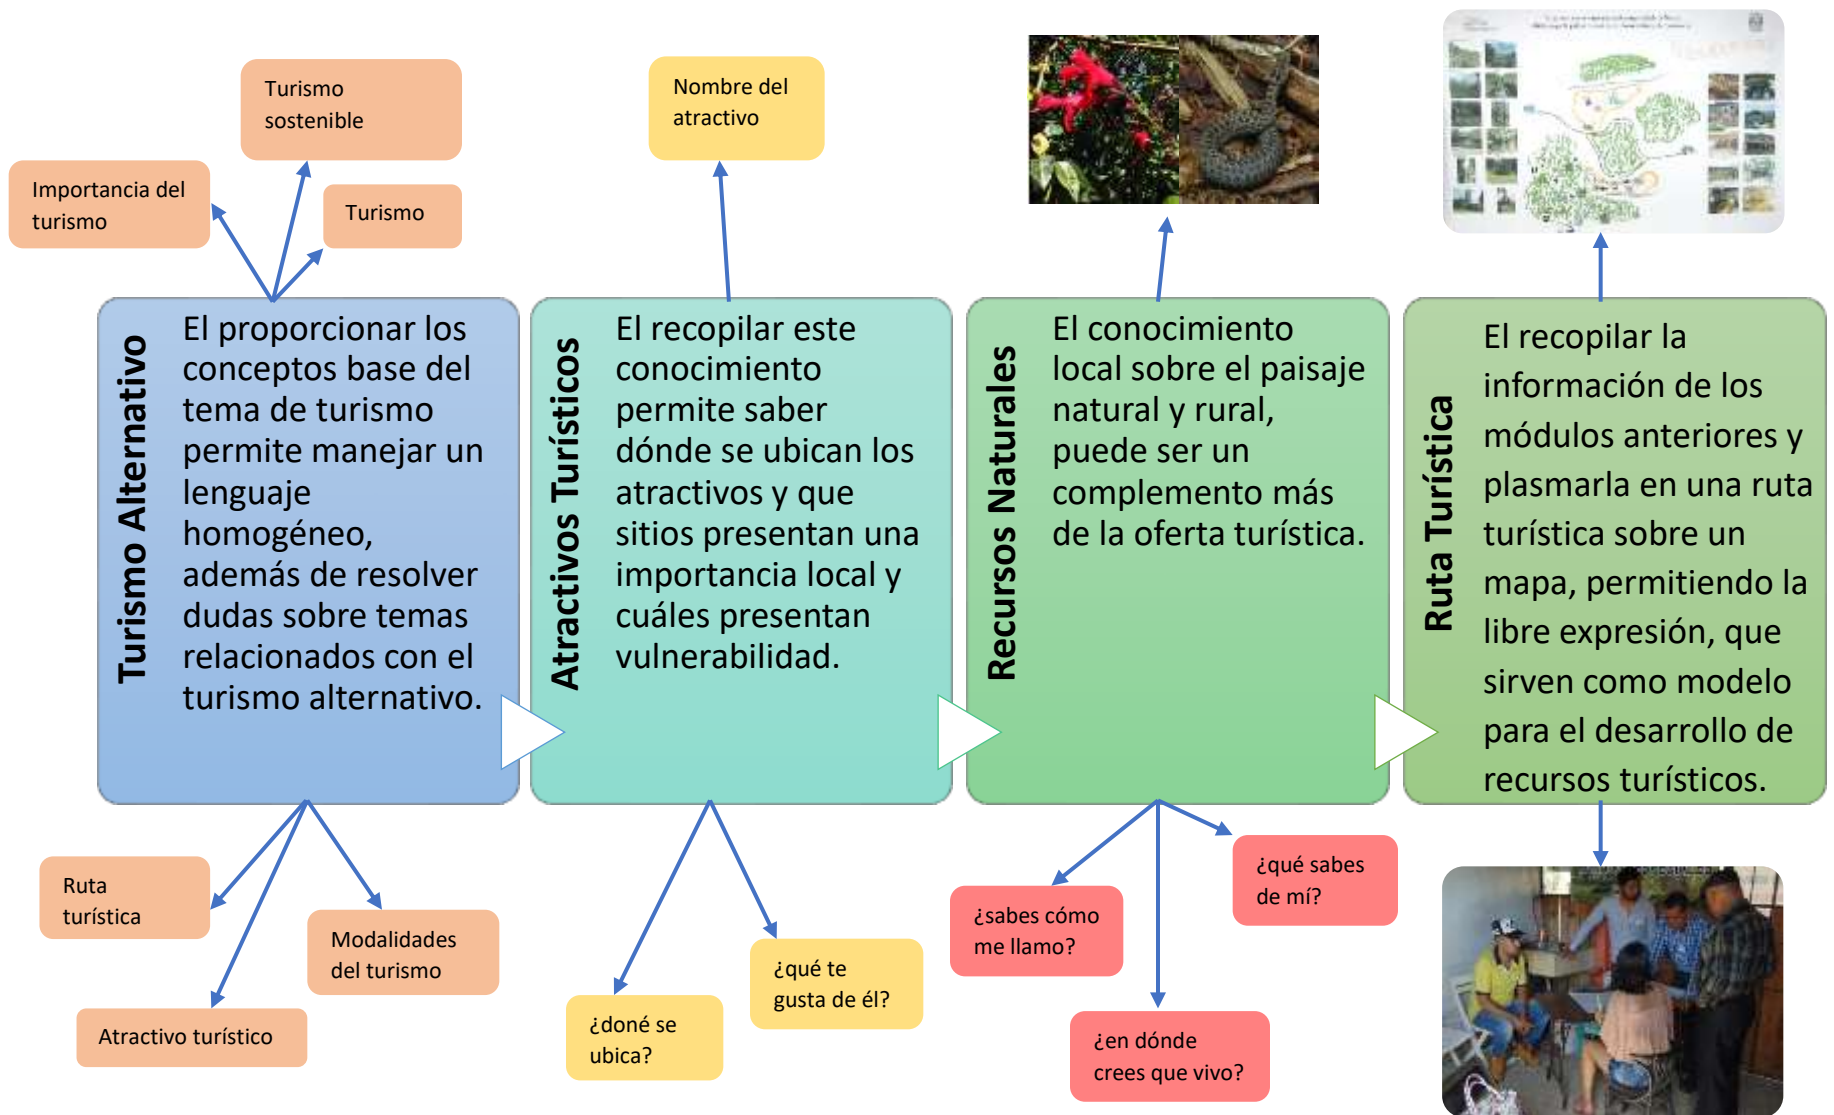 Turismo
sostenible
Importancia del
turismo
Turismo
Nombre del
atractivo
Turismo Alternativo
El proporcionar los
conceptos base del
tema de turismo
permite manejar un
lenguaje
homogéneo,
además de resolver
dudas sobre temas
relacionados con el
turismo alternativo.
Atractivos Turísticos
El recopilar este
conocimiento
permite saber
dónde se ubican los
atractivos y que
sitios presentan una
importancia local y
cuáles presentan
vulnerabilidad.
Recursos Naturales
El conocimiento
local sobre el paisaje
natural y rural,
puede ser un
complemento más
de la oferta turística.
Ruta Turística
El recopilar la
información de los
módulos anteriores y
plasmarla en una ruta
turística sobre un
mapa, permitiendo la
libre expresión, que
sirven como modelo
para el desarrollo de
recursos turísticos.
Ruta
turística
Modalidades
del turismo
Atractivo turístico
¿doné se
ubica?
¿qué te
gusta de él?
¿sabes cómo
me llamo?
¿en dónde
crees que vivo?
¿qué sabes
de mí?